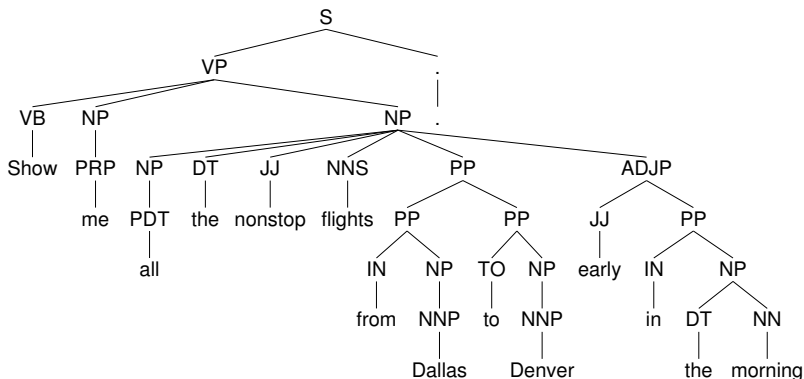 S
VP .
VB NP NP .
Show PRP NP DT JJ NNS PP ADJP
me PDT the nonstop flights PP PP JJ PP
all IN NP TO NP early IN NP
from NNP to NNP in DT NN
Dallas Denver the morning